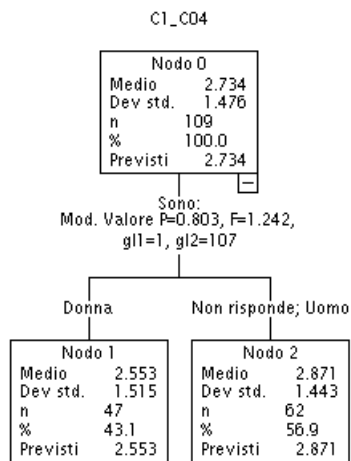 C1_C04
Nodo 0
Medio 2.734
Dev std. 1.476
n 109
% 100.0
Previsti 2.734
Sono:
Mod. Valore P=0.803, F=1.242,
gl1=1, gl2=107
Donna
Non risponde; Uomo
Nodo 1
Medio 2.553
Dev std. 1.515
n 47
% 43.1
Previsti 2.553
Nodo 2
Medio 2.871
Dev std. 1.443
n 62
% 56.9
Previsti 2.871